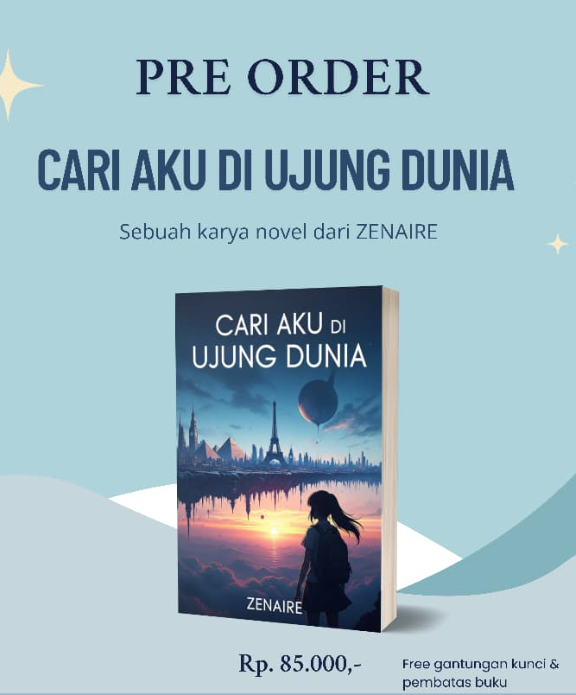 PRE ORDER
CARI AKU DI UJUNG DUNIA
Sebuah karya novel dari ZENAIRE
CARI AKU DI
UJUNG DUNIA
ZENAIRE
Rp. 85.000,-
Free gantungan kunci &
pembatas buku